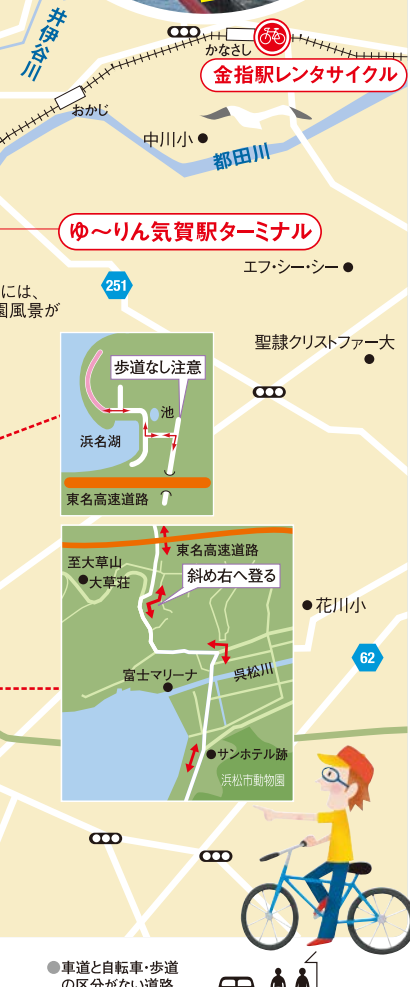 井伊谷川
かなさし
金指駅レンタサイクル
おかじ
中川小
都田川
ゆ～りん気賀駅ターミナル
エフ・シー・シー
には、
251
園風景が
聖隷クリストファー大
歩道なし注意
池
浜名湖
東名高速道路
東名高速道路
至大草山
大草荘
斜め右へ登る
花川小
62
呉松川
富士マリーナ
サンホテル跡
浜松市動物園
●車道と自転車・歩道
の区分がない道路